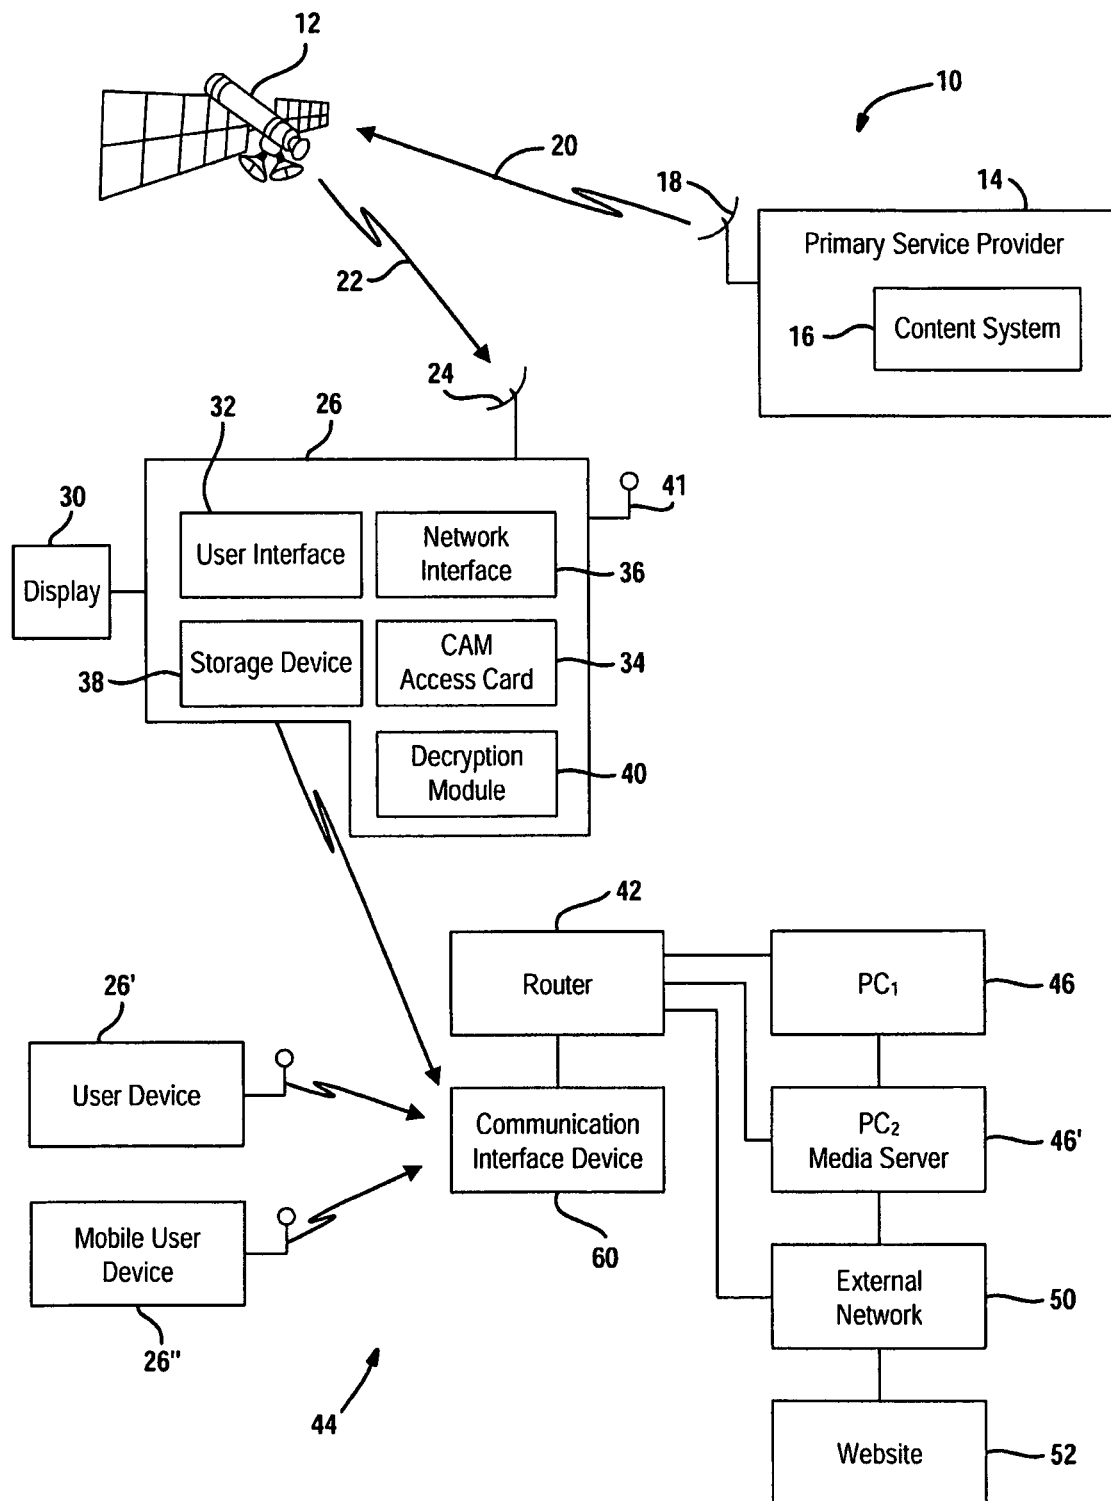 12
10
20
18
14
Primary Service Provider
22
16
Content System
24
32
26
30
41
User Interface
Network
Interface
36
Display
38
Storage Device
CAM
Access Card
34
Decryption
Module
40
42
26'
Router
PC₁
46
User Device
Communication
Interface Device
PC₂
Media Server
46'
Mobile User
Device
60
External
Network
50
26"
44
Website
52